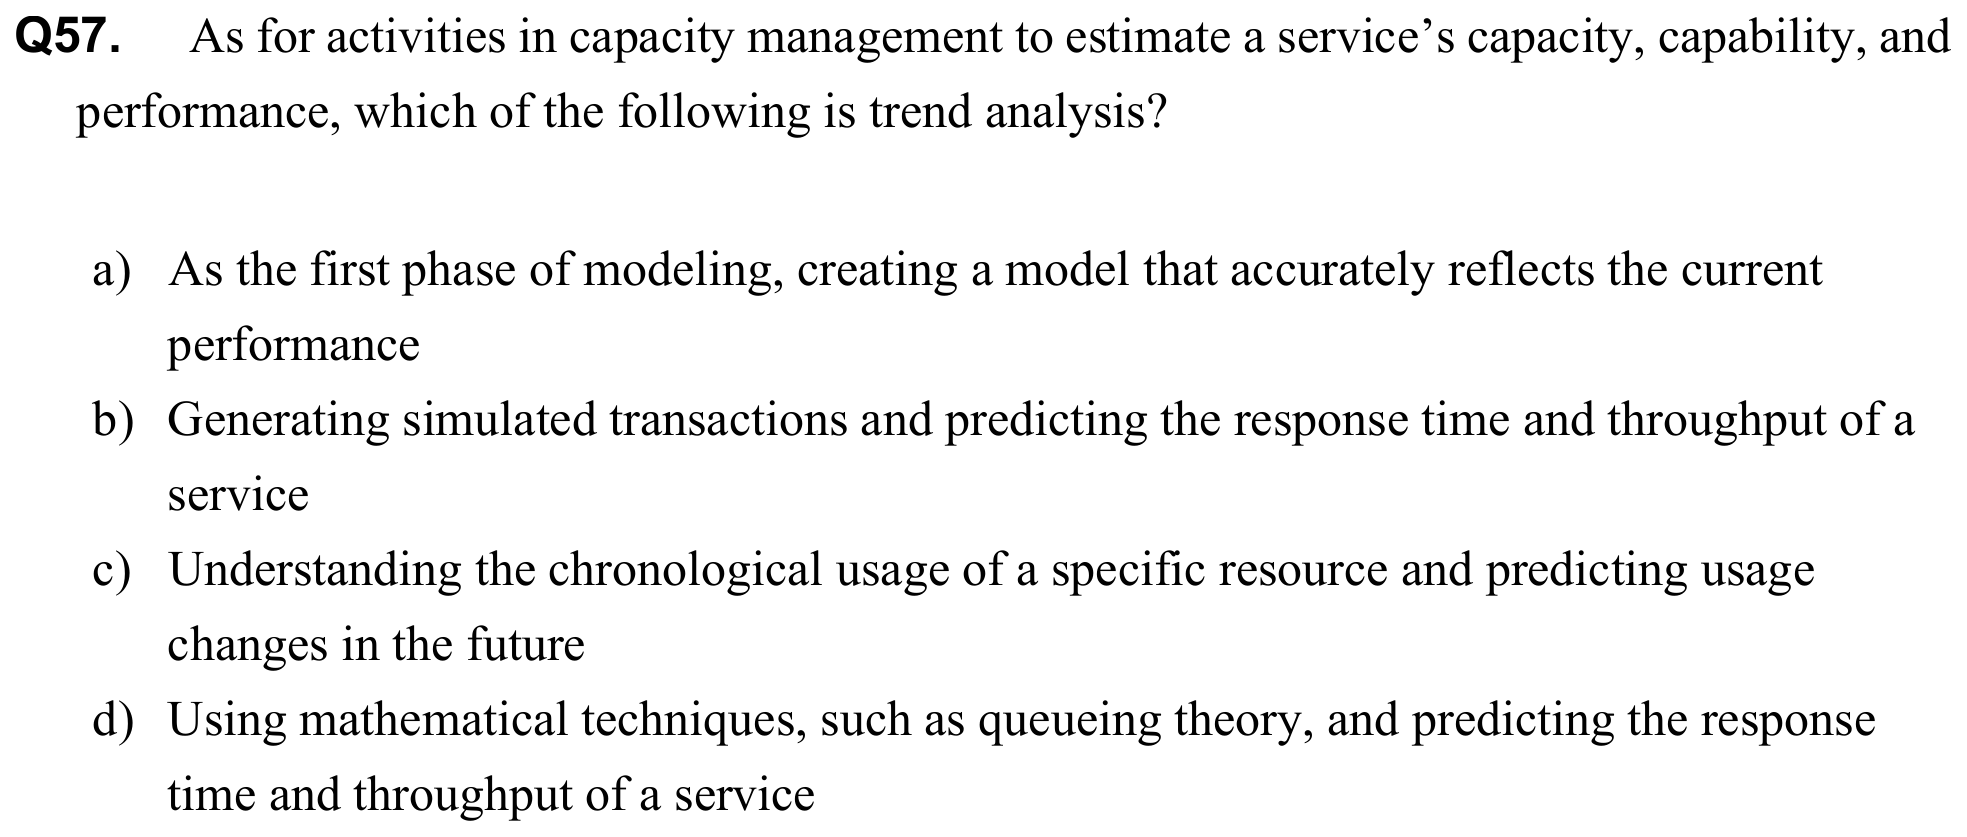 Q57. As for activities in capacity management to estimate a service’s capacity, capability, and
performance, which of the following is trend analysis?
a) As the first phase of modeling, creating a model that accurately reflects the current
performance
b) Generating simulated transactions and predicting the response time and throughput of a
service
c) Understanding the chronological usage of a specific resource and predicting usage
changes in the future
d) Using mathematical techniques, such as queueing theory, and predicting the response
time and throughput of a service